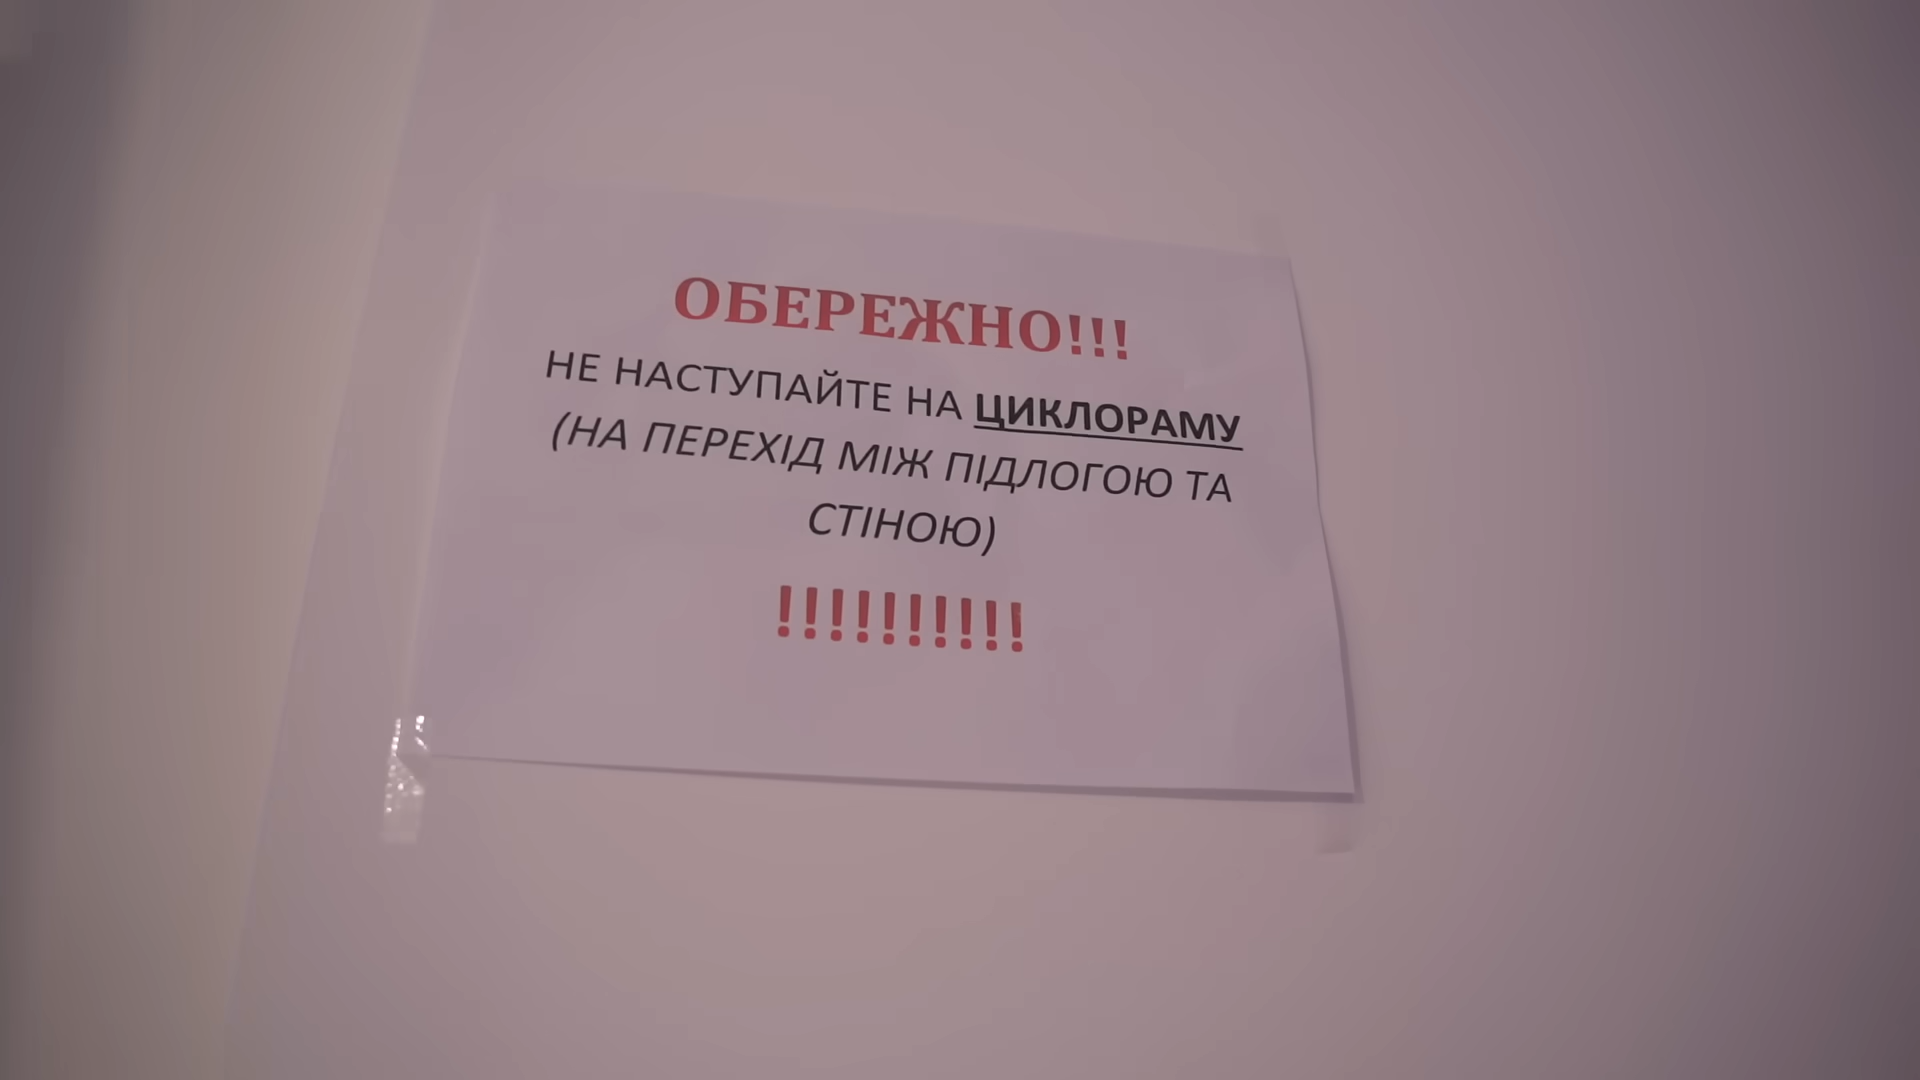 ОБЕРЕЖНО!!!
НЕ НАСТУПАЙТЕ НА ЦИКЛОРАМУ
(НА ПЕРЕХІД МІЖ ПІДЛОГОЮ ТА
СТІНОЮ)
!!!!!!!!!!